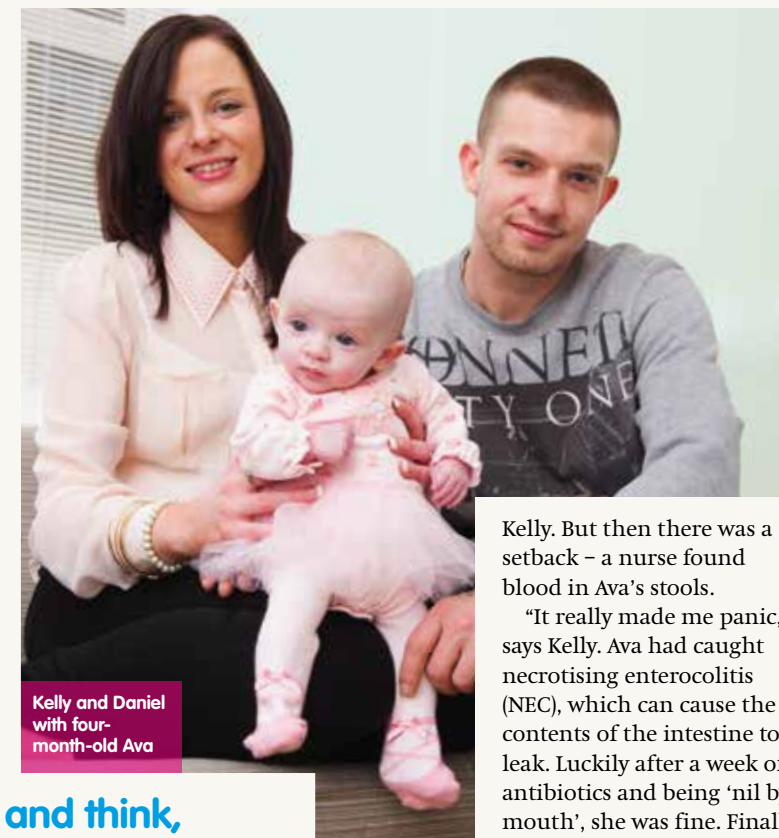 TY ONE
Kelly and Daniel
with four-
month-old Ava
and think,
Kelly. But then there was a
setback – a nurse found
blood in Ava's stools.
"It really made me panic,
says Kelly. Ava had caught
necrotising enterocolitis
(NEC), which can cause the
contents of the intestine to
leak. Luckily after a week of
antibiotics and being 'nil b
mouth', she was fine. Final